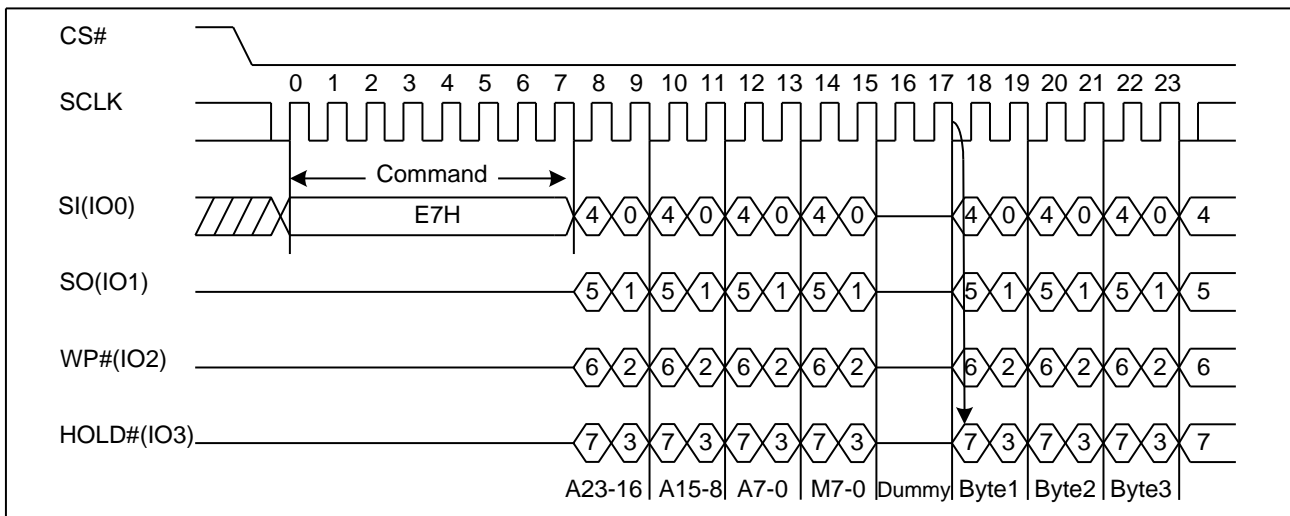 CS#
0 1 2 3 4 5 6 7 8 9 10 11 12 13 14 15 16 17 18 19 20 21 22 23
SCLK
Command
SI(IO0) E7H 4 0 4 0 4 0 4 0 4 0 4 0 4 0 4
SO(IO1) 5 1 5 1 5 1 5 1 5 1 5 1 5 1 5
WP#(IO2) 6 2 6 2 6 2 6 2 6 2 6 2 6 2 6
HOLD#(IO3) 7 3 7 3 7 3 7 3 7 3 7 3 7 3 7
A23-16 A15-8 A7-0 M7-0 Dummy Byte1 Byte2 Byte3